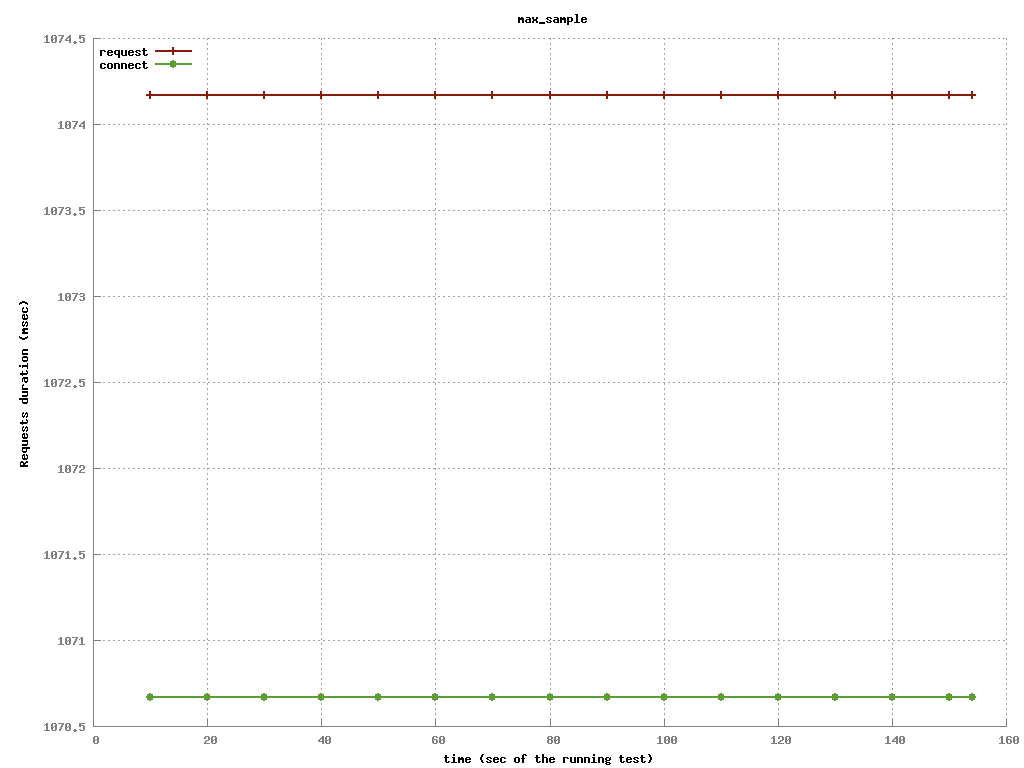 max_sample
request
connect
1074.5
1074
1073.5
1073
1072.5
1072
1071.5
1071
1070.5
Requests duration (msec)
0 20 40 60 80 100 120 140 160
time (sec of the running test)